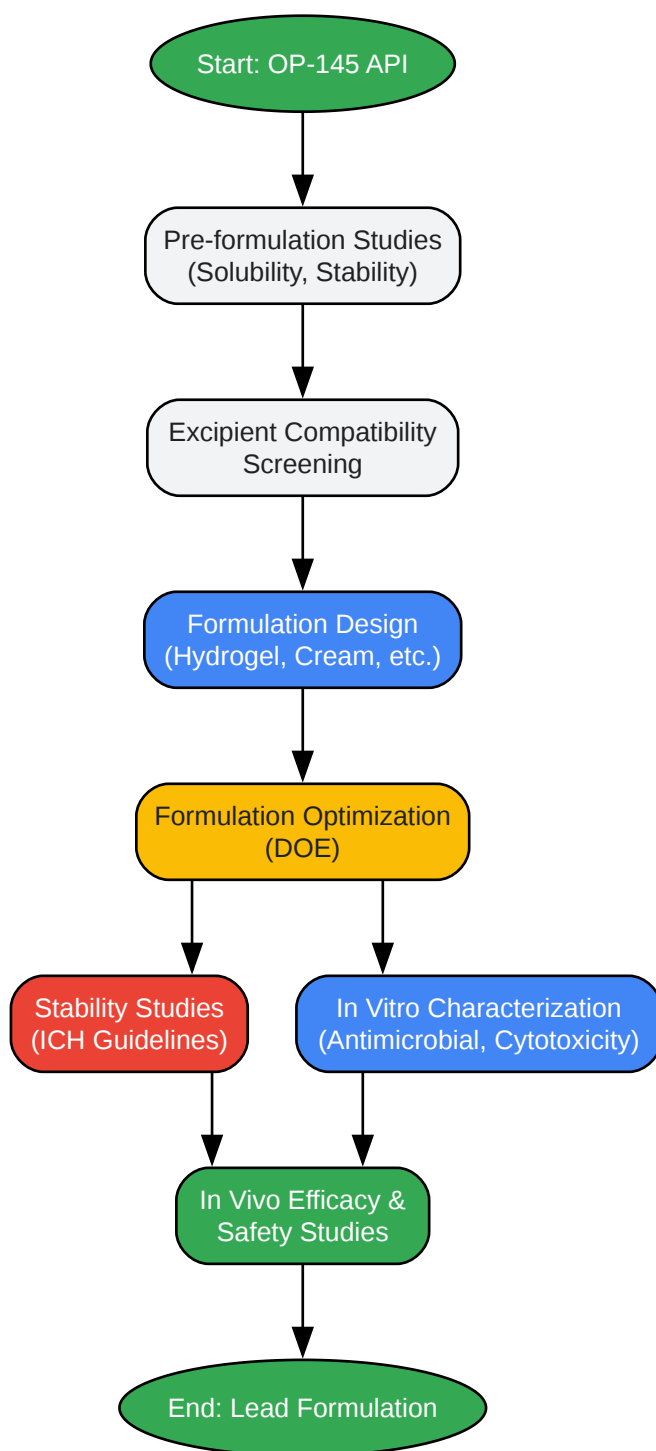 Start: OP-145 API
Pre-formulation Studies
(Solubility, Stability)
Excipient Compatibility
Screening
Formulation Design
(Hydrogel, Cream, etc.)
Formulation Optimization
(DOE)
Stability Studies
(ICH Guidelines)
In Vitro Characterization
(Antimicrobial, Cytotoxicity)
In Vivo Efficacy &
Safety Studies
End: Lead Formulation